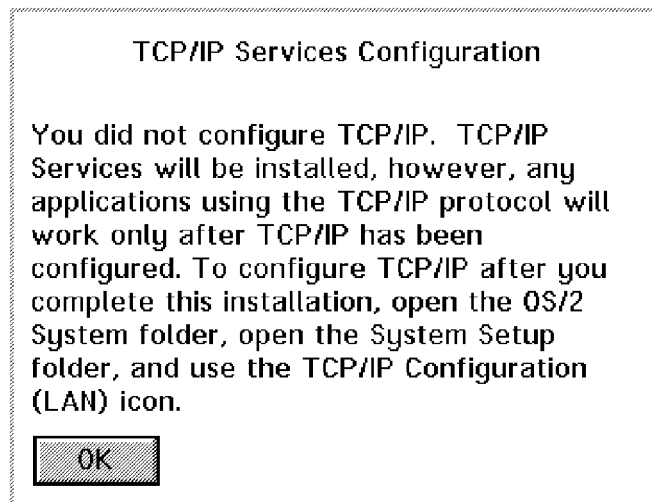 TCP/IP Services Configuration
You did not configure TCP/IP.  TCP/IP
Services will be installed, however, any
applications using the TCP/IP protocol will
work only after TCP/IP has been
configured. To configure TCP/IP after you
complete this installation, open the OS/2
System folder, open the System Setup
folder, and use the TCP/IP Configuration
(LAN) icon.
OK